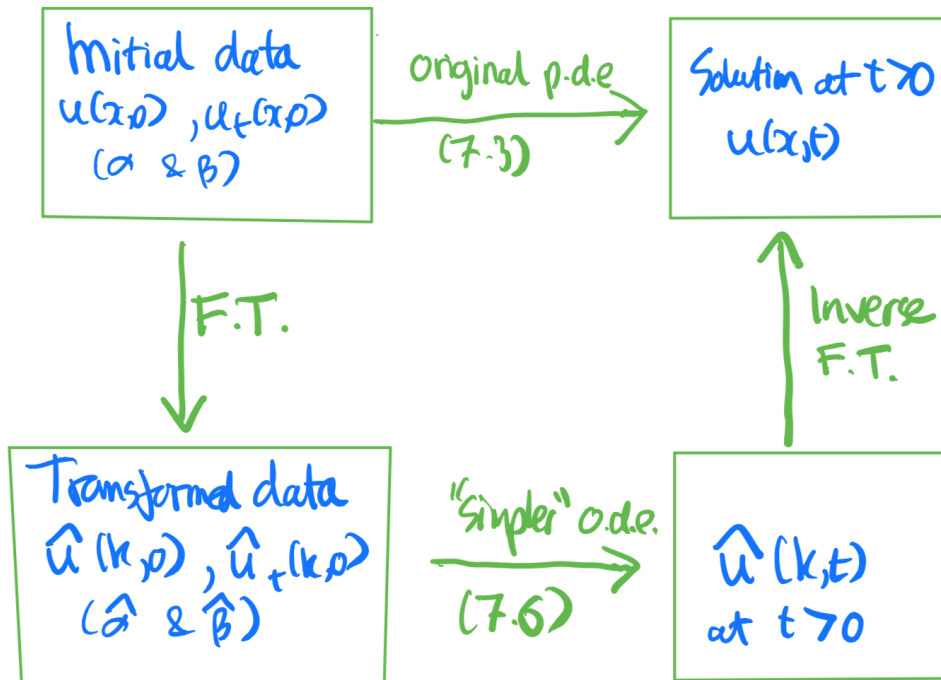 Initial data
u(x,0), u_t(x,0)
(α & β)
original p.d.e
(7.3)
Solution at t>0
u(x,t)
F.T.
Inverse
F.T.
Transformed data
û(k,0), û_t(k,0)
(α̂ & β̂)
"Simpler" o.d.e.
(7.6)
û(k,t)
at t>0